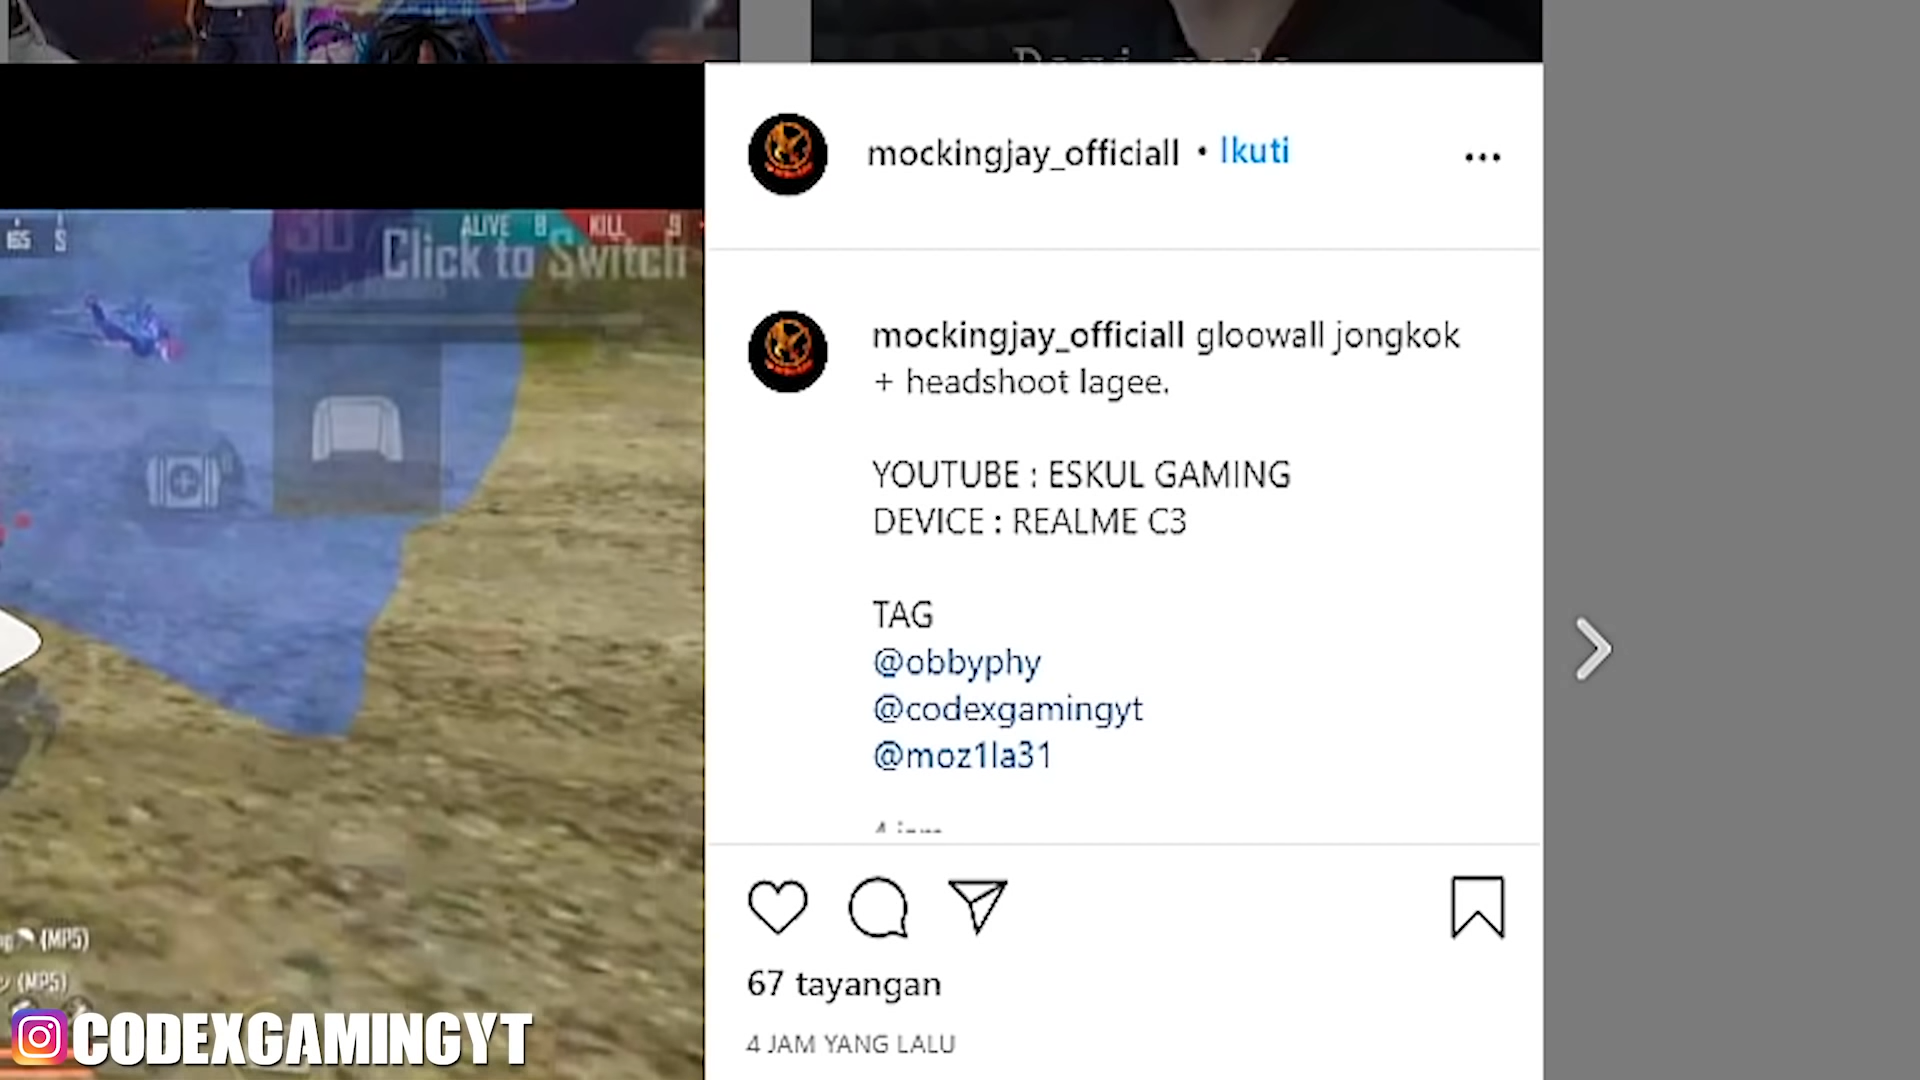 mockingjay_officiall • Ikuti
165 S
ALIVE 8 KILL 9
Click to Switch
mockingjay_officiall gloowall jongkok
+ headshoot lagee.
YOUTUBE : ESKUL GAMING
DEVICE : REALME C3
TAG
@obbyphy
@codexgamingyt
@moz1la31
(MP5)
(MP5)
67 tayangan
4 JAM YANG LALU
CODEXGAMINGYT